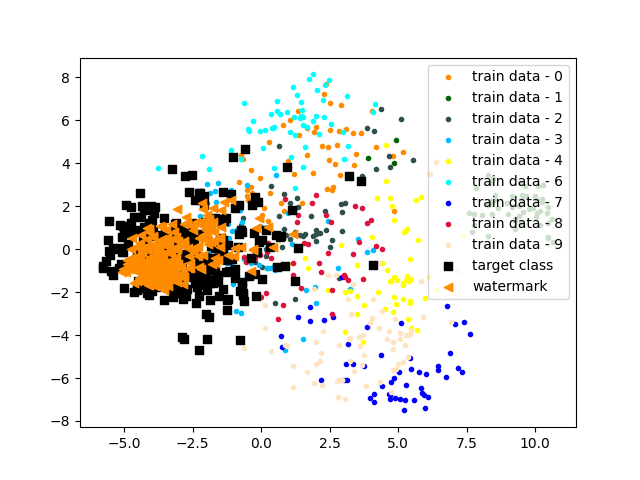 8
6
4
2
0
−2
−4
−6
−8
−5.0 −2.5 0.0 2.5 5.0 7.5 10.0
train data - 0
train data - 1
train data - 2
train data - 3
train data - 4
train data - 6
train data - 7
train data - 8
train data - 9
target class
watermark